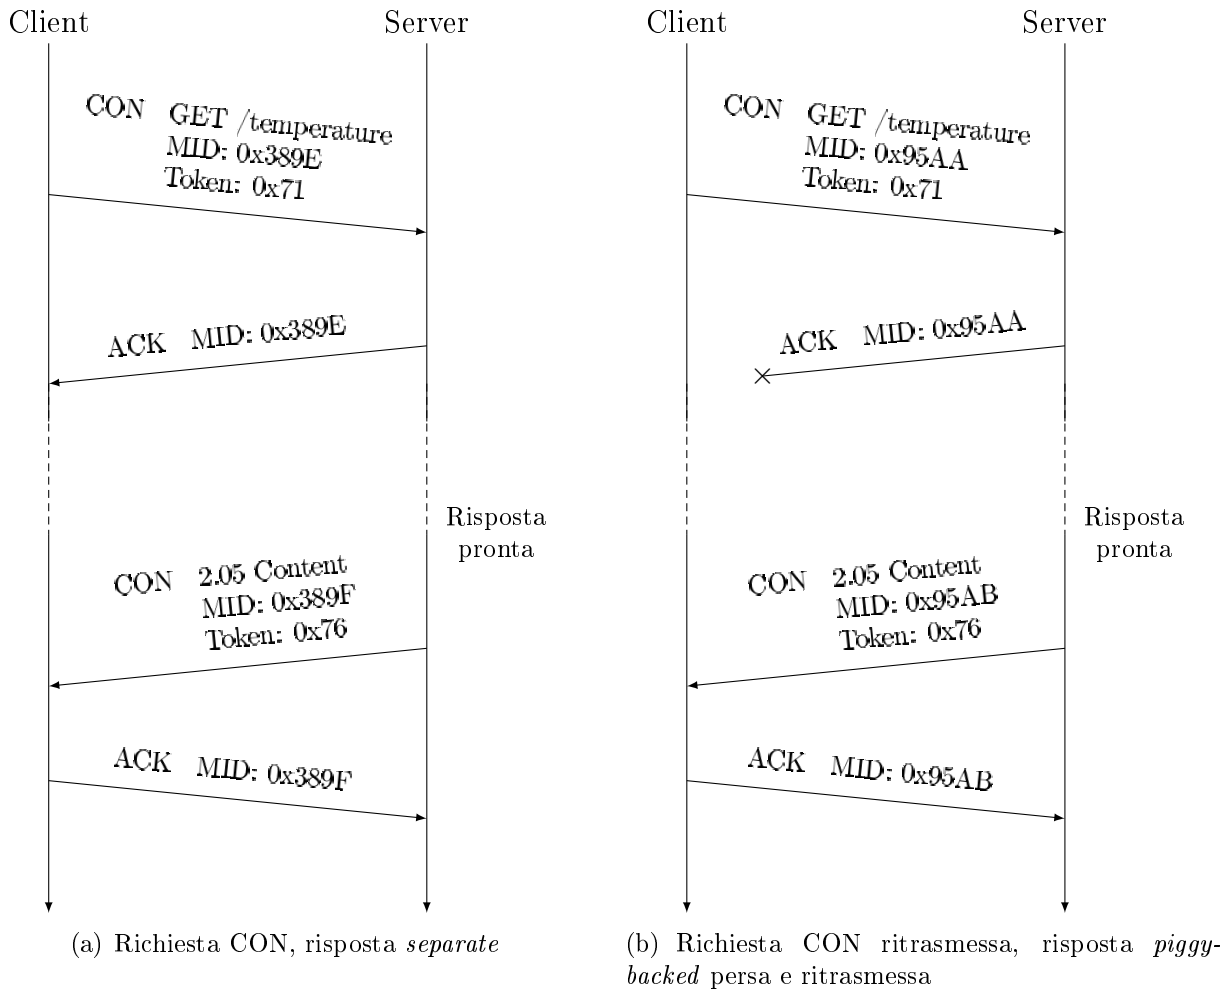 Client Server
CON GET /temperature
MID: 0x389E
Token: 0x71
ACK MID: 0x389E
Risposta
pronta
CON 2.05 Content
MID: 0x389F
Token: 0x76
ACK MID: 0x389F
(a) Richiesta CON, risposta separate
Client Server
CON GET /temperature
MID: 0x95AA
Token: 0x71
ACK MID: 0x95AA
Risposta
pronta
CON 2.05 Content
MID: 0x95AB
Token: 0x76
ACK MID: 0x95AB
(b) Richiesta CON ritrasmessa, risposta piggy-
backed persa e ritrasmessa